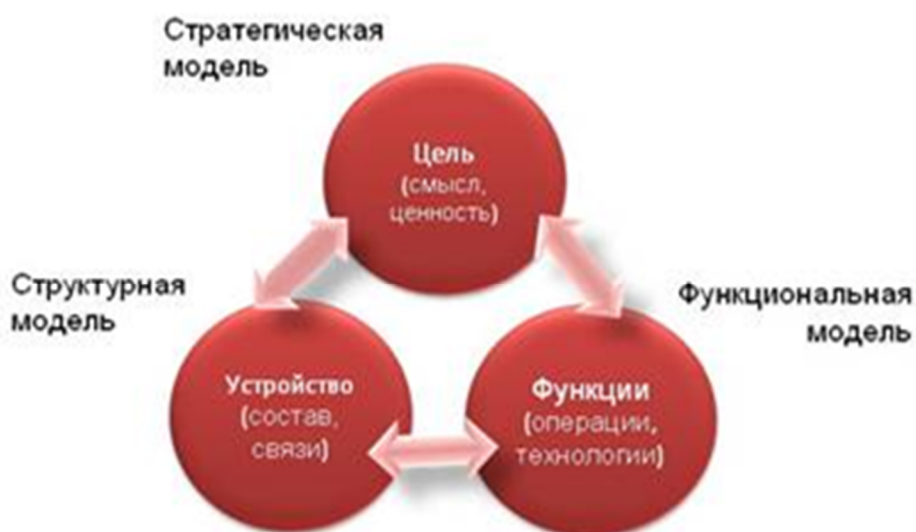 Стратегическая
модель
Цель
(смысл,
ценность)
Структурная
модель
Функциональная
модель
Устройство
(состав,
связи)
Функции
(операции,
технологии)